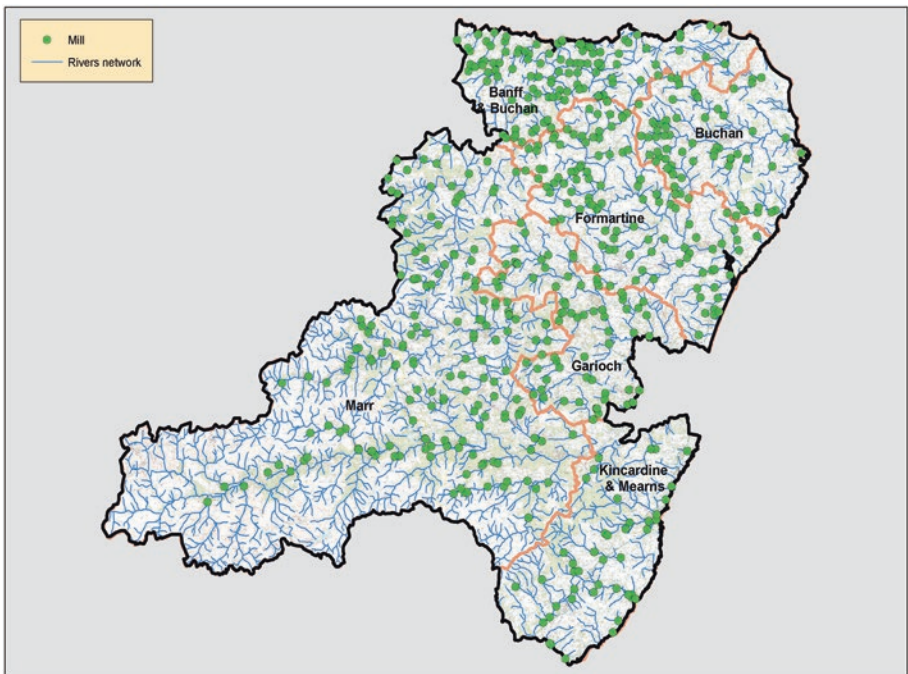 Mill
Rivers network
Banff
& Buchan
Buchan
Formartine
Garioch
Marr
Kincardine
& Mearns